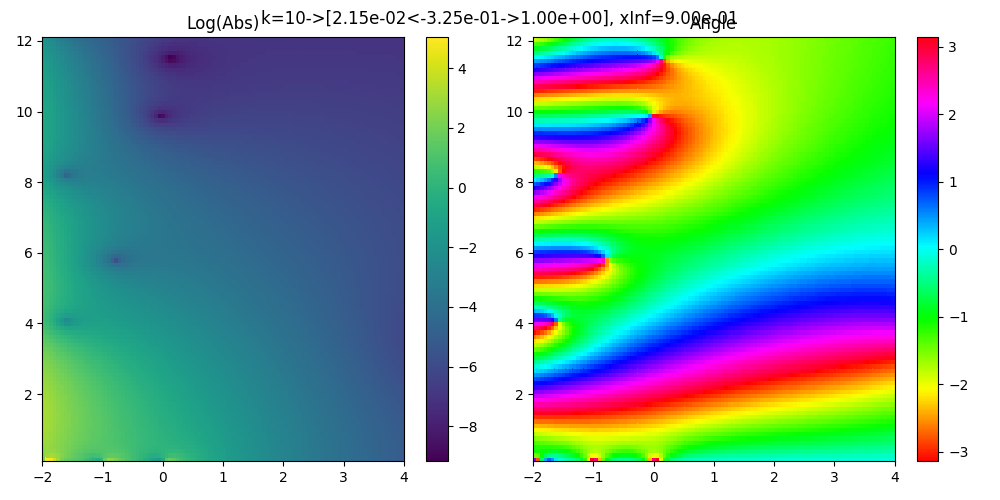 k=10->[2.15e-02<-3.25e-01->1.00e+00], xInf=9.00e-01
Log(Abs) Angle
12 4 12 3
10 2 10 2
8 0 8 1
6 −2 6 0
4 −4 4 −1
2 −6 2 −2
−8 −3
−2 −1 0 1 2 3 4 −2 −1 0 1 2 3 4